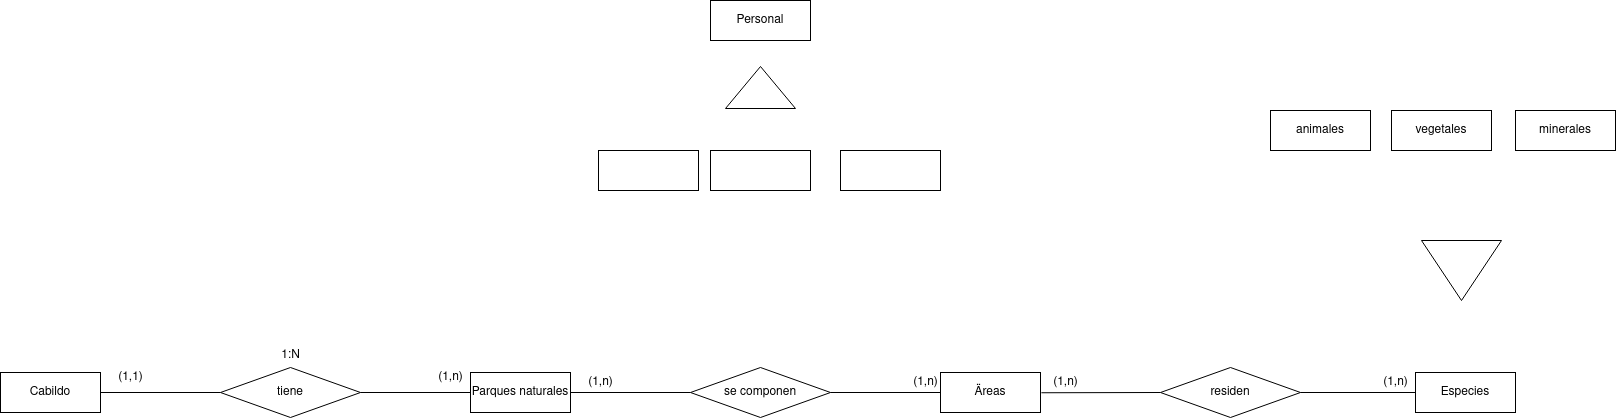 Personal
animales
vegetales
minerales
1:N
(1,1)
(1,n)
(1,n)
(1,n)
(1,n)
(1,n)
Cabildo
tiene
Parques naturales
se componen
Äreas
residen
Especies